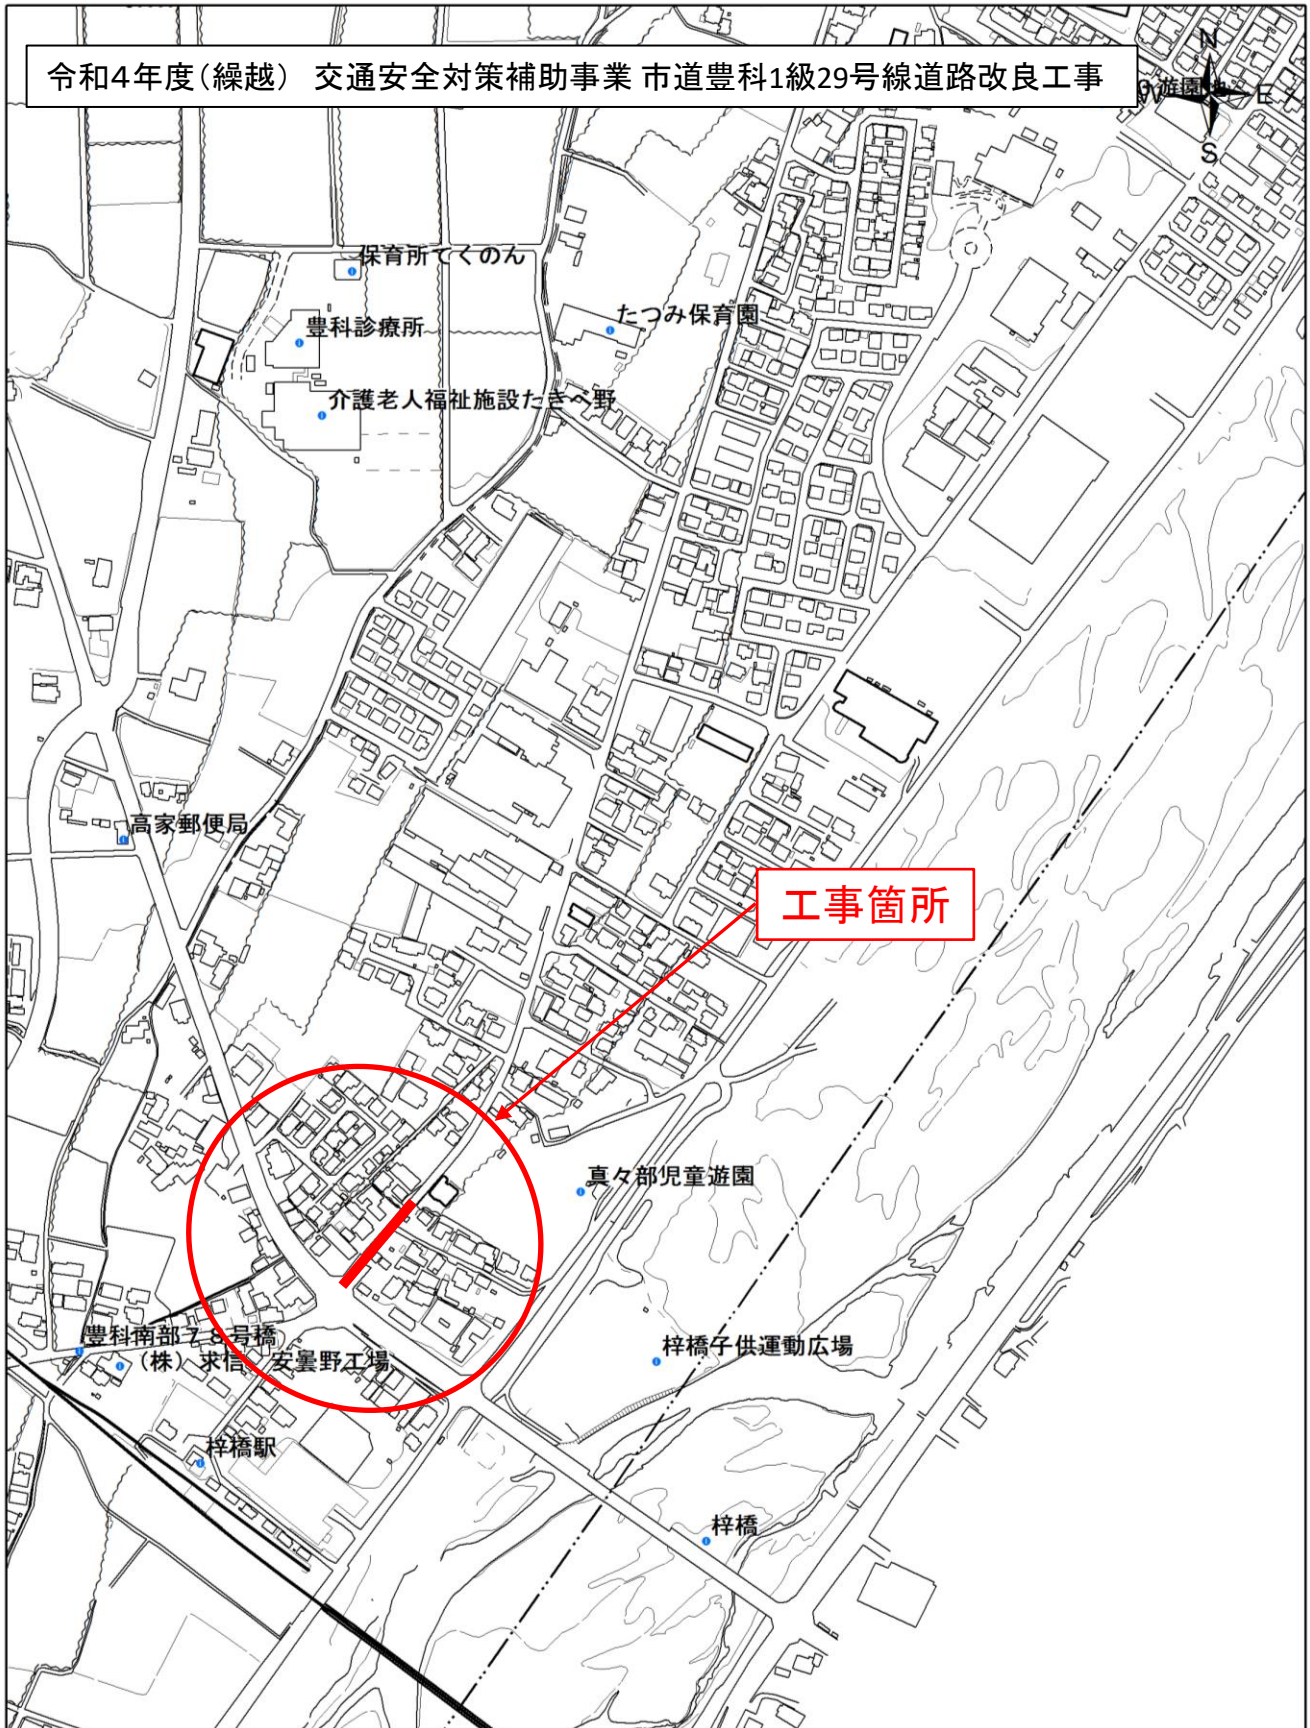 令和4年度(繰越) 交通安全対策補助事業 市道豊科1級29号線道路改良工事
N
W
E
S
遊園地
保育所てくのん
たつみ保育園
豊科診療所
介護老人福祉施設たきべ野
高家郵便局
工事箇所
真々部児童遊園
豊科南部78号橋
(株)求信 安曇野工場
梓橋子供運動広場
梓橋駅
梓橋